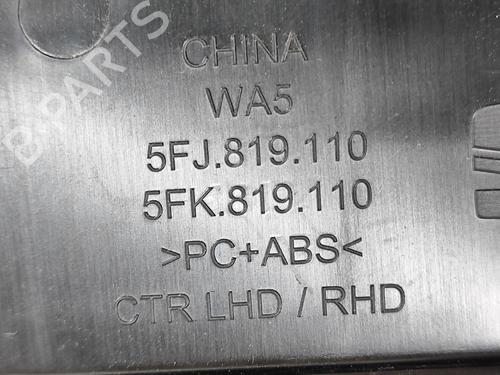 B-PARTS
CHINA
WA5
5FJ.819.110
5FK.819.110
>PC+ABS<
CTR LHD / RHD